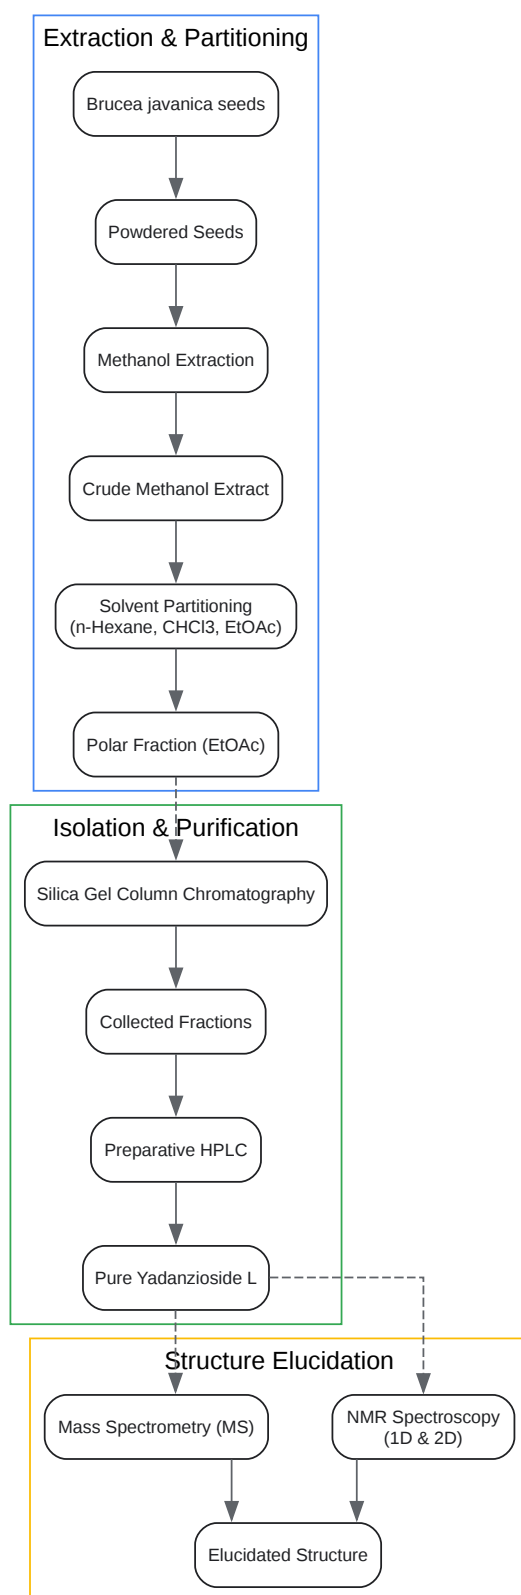 Extraction & Partitioning
Brucea javanica seeds
Powdered Seeds
Methanol Extraction
Crude Methanol Extract
Solvent Partitioning
(n-Hexane, CHCl3, EtOAc)
Polar Fraction (EtOAc)
Isolation & Purification
Silica Gel Column Chromatography
Collected Fractions
Preparative HPLC
Pure Yadanzioside L
Structure Elucidation
Mass Spectrometry (MS)
NMR Spectroscopy
(1D & 2D)
Elucidated Structure